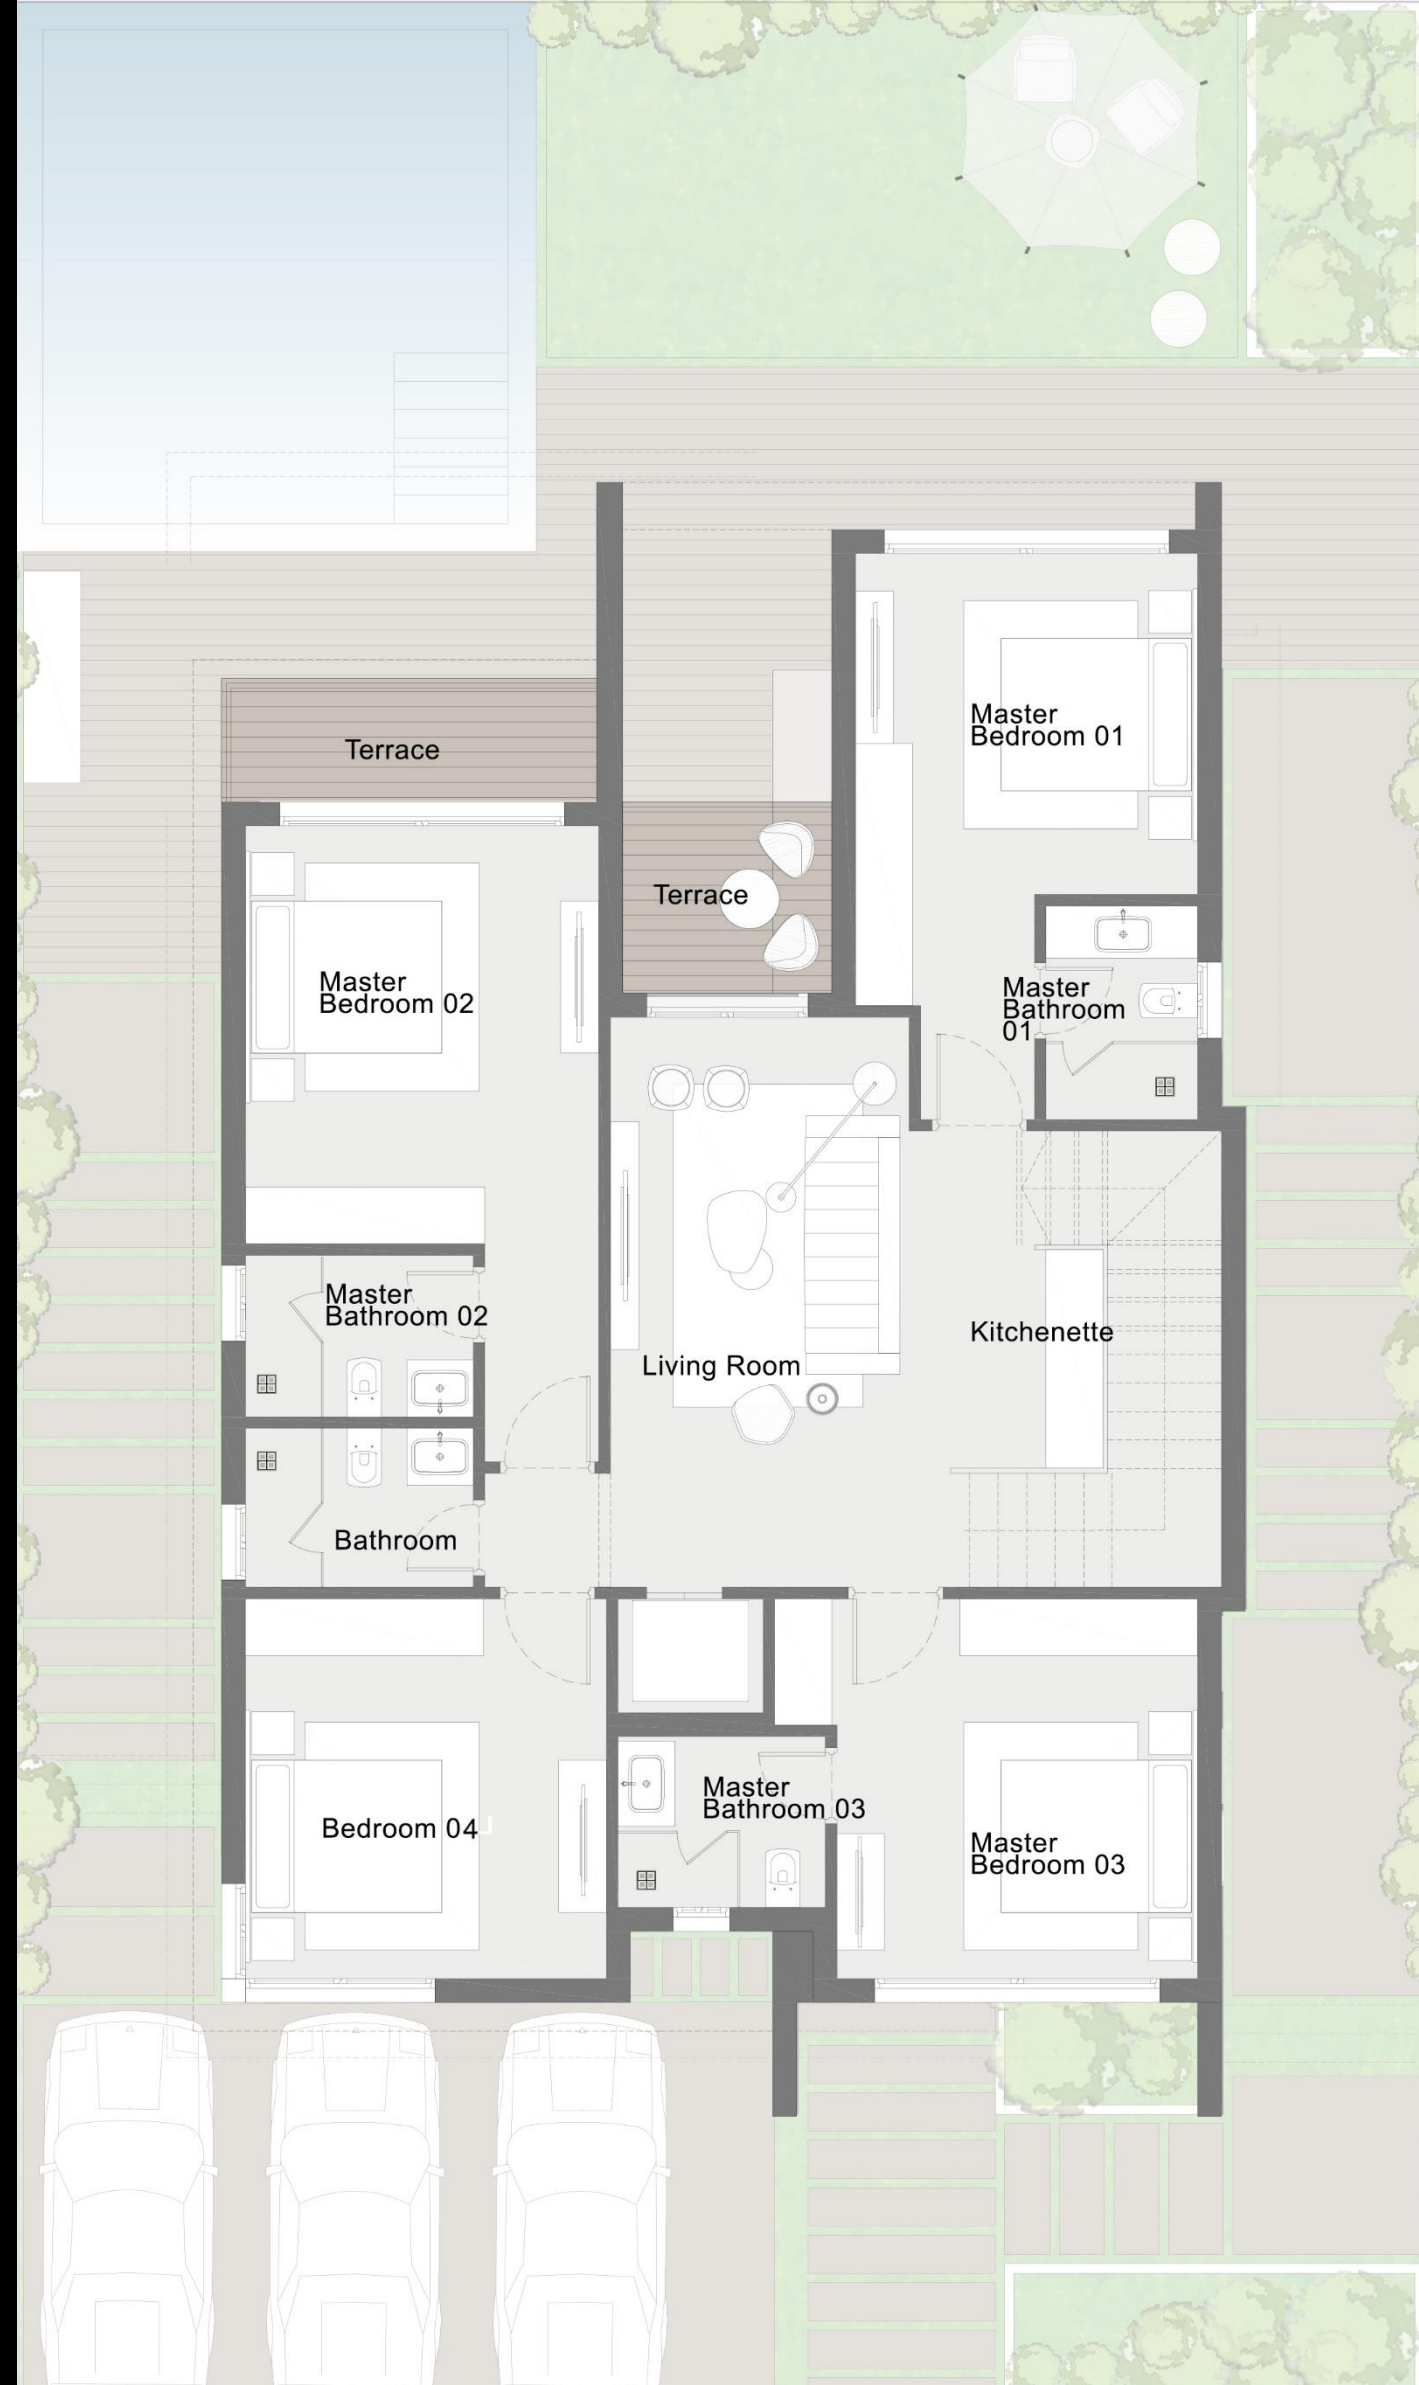 Master
Bedroom 01
Terrace
Terrace
Master
Bedroom 02
Master
Bathroom
01
Master
Bathroom 02
Kitchenette
Living Room
Bathroom
Master
Bathroom 03
Bedroom 04
Master
Bedroom 03